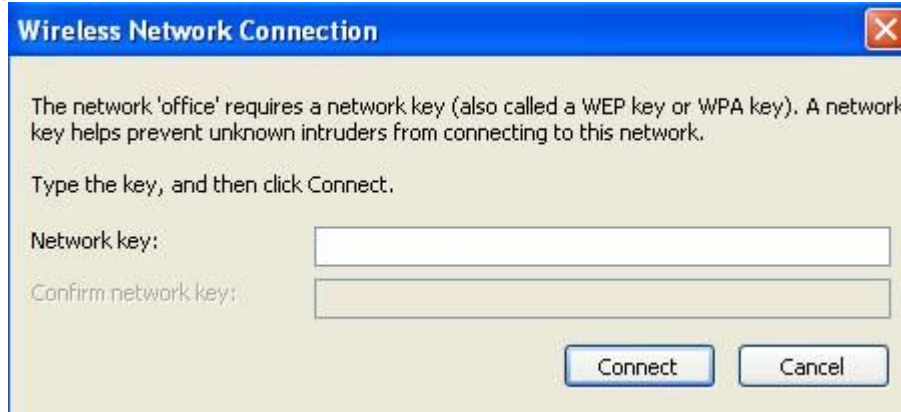 Wireless Network Connection
The network 'office' requires a network key (also called a WEP key or WPA key). A network
key helps prevent unknown intruders from connecting to this network.
Type the key, and then click Connect.
Network key:
Confirm network key:
Connect Cancel